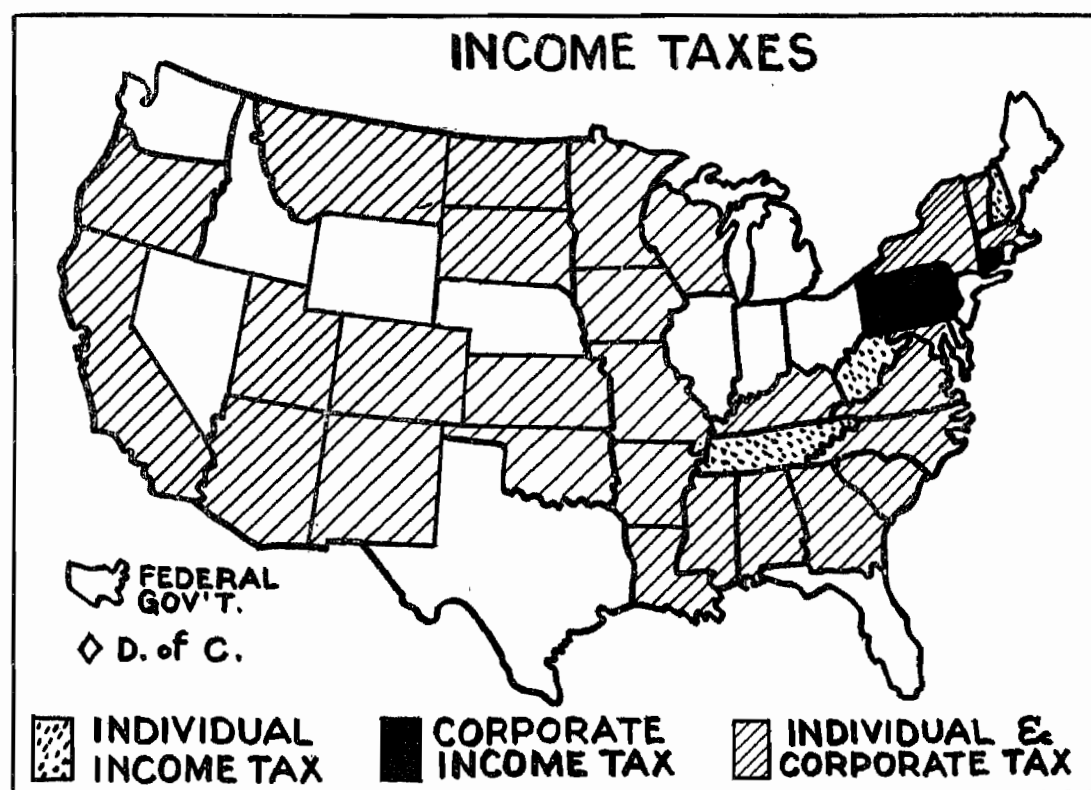 INCOME TAXES
FEDERAL
GOV'T.
D. of C.
INDIVIDUAL
INCOME TAX
CORPORATE
INCOME TAX
INDIVIDUAL &
CORPORATE TAX